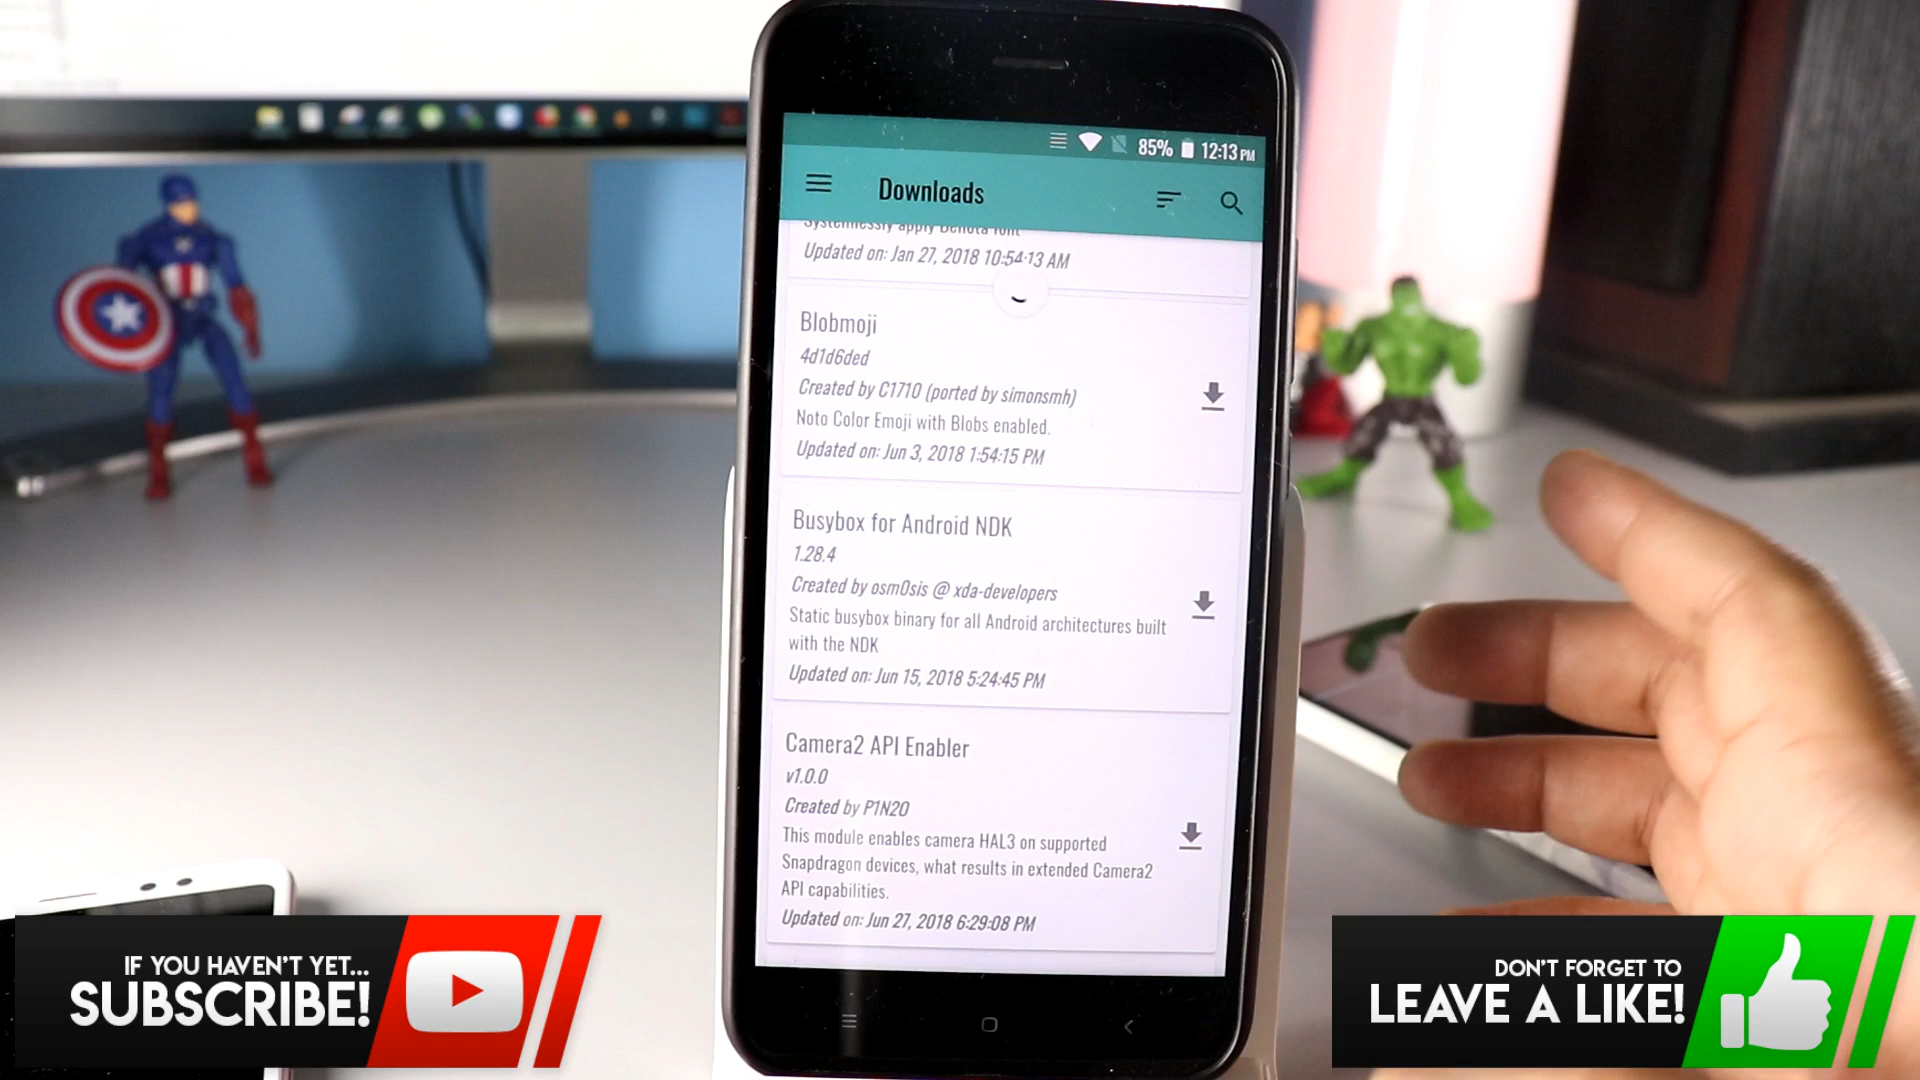 85% 12:13 PM
Downloads
Systemlessly apply Denota font
Updated on: Jan 27, 2018 10:54:13 AM
Blobmoji
4d1d6ded
Created by C1710 (ported by simonsmh)
Noto Color Emoji with Blobs enabled.
Updated on: Jun 3, 2018 1:54:15 PM
Busybox for Android NDK
1.28.4
Created by osm0sis @ xda-developers
Static busybox binary for all Android architectures built
with the NDK
Updated on: Jun 15, 2018 5:24:45 PM
Camera2 API Enabler
v1.0.0
Created by P1N2O
This module enables camera HAL3 on supported
Snapdragon devices, what results in extended Camera2
API capabilities.
Updated on: Jun 27, 2018 6:29:08 PM
IF YOU HAVEN'T YET...
SUBSCRIBE!
DON'T FORGET TO
LEAVE A LIKE!